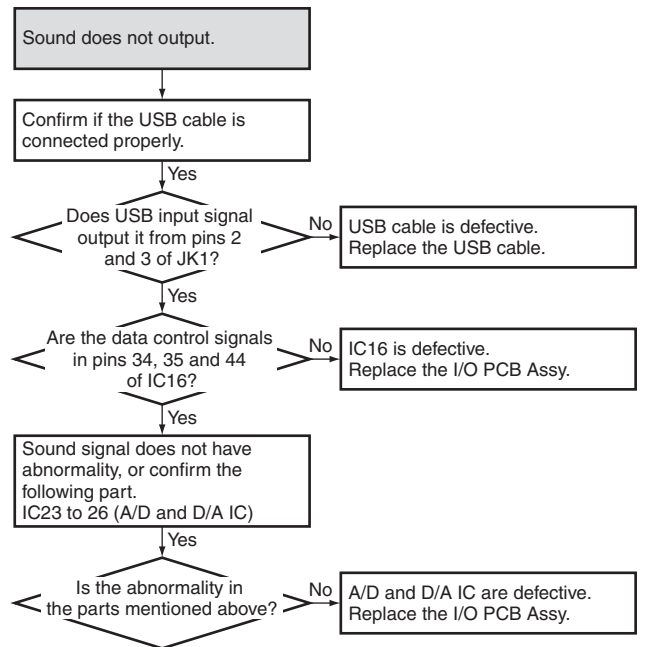 Sound does not output.
Confirm if the USB cable is
connected properly.
Yes
Does USB input signal
output it from pins 2
and 3 of JK1?
No
USB cable is defective.
Replace the USB cable.
Yes
Are the data control signals
in pins 34, 35 and 44
of IC16?
No
IC16 is defective.
Replace the I/O PCB Assy.
Yes
Sound signal does not have
abnormality, or confirm the
following part.
IC23 to 26 (A/D and D/A IC)
Yes
Is the abnormality in
the parts mentioned above?
No
A/D and D/A IC are defective.
Replace the I/O PCB Assy.